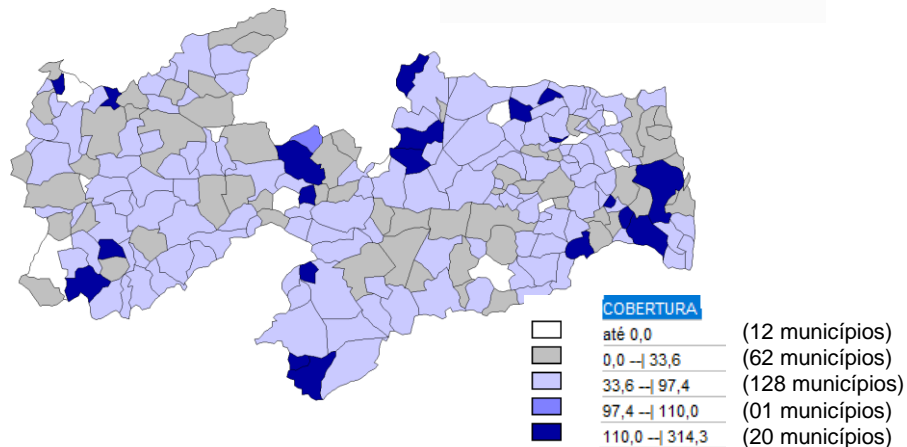 COBERTURA
até 0,0 (12 municípios)
0,0 --| 33,6 (62 municípios)
33,6 --| 97,4 (128 municípios)
97,4 --| 110,0 (01 municípios)
110,0 --| 314,3 (20 municípios)